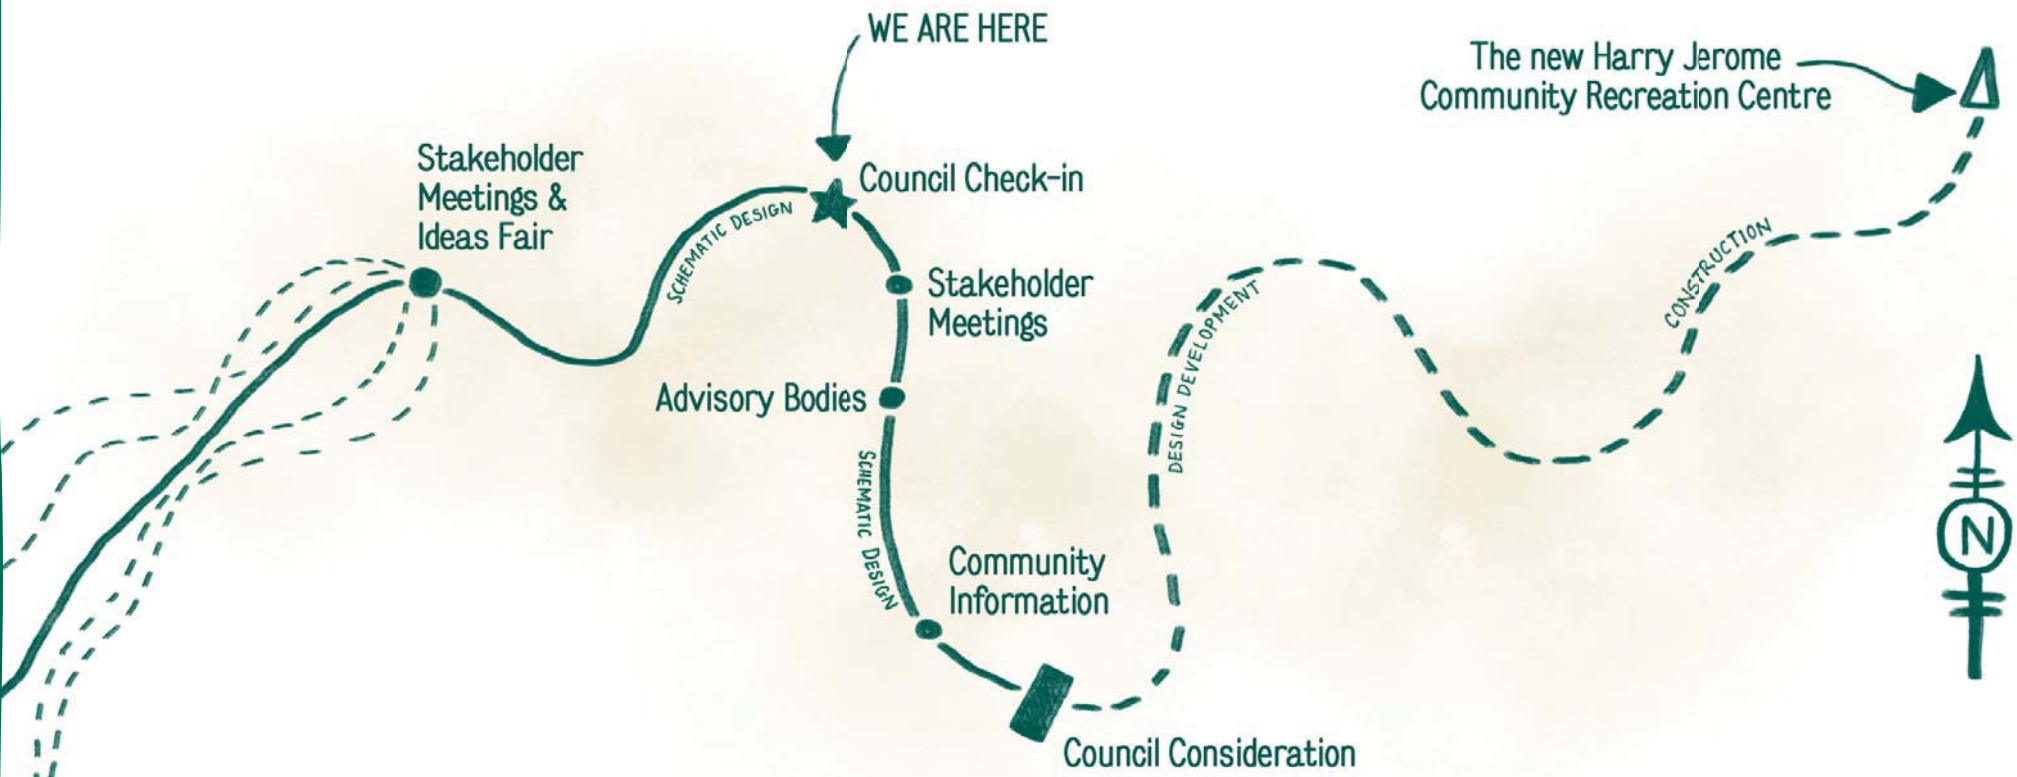 WE ARE HERE
The new Harry Jerome
Community Recreation Centre
Stakeholder
Meetings &
Ideas Fair
Council Check-in
SCHEMATIC DESIGN
Stakeholder
Meetings
Advisory Bodies
SCHEMATIC DESIGN
Community
Information
Council Consideration
DESIGN DEVELOPMENT
CONSTRUCTION
N